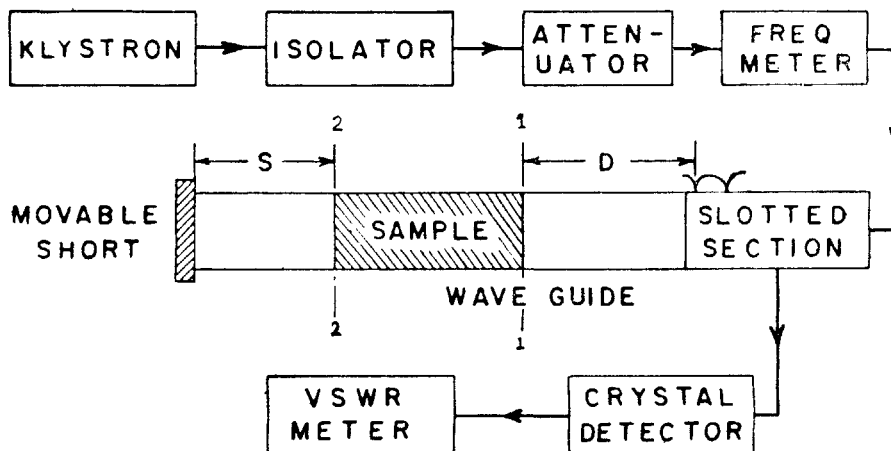 KLYSTRON
ISOLATOR
ATTEN-
UATOR
FREQ
METER
2
1
S
D
MOVABLE
SHORT
SAMPLE
SLOTTED
SECTION
WAVE GUIDE
2
1
VSWR
METER
CRYSTAL
DETECTOR